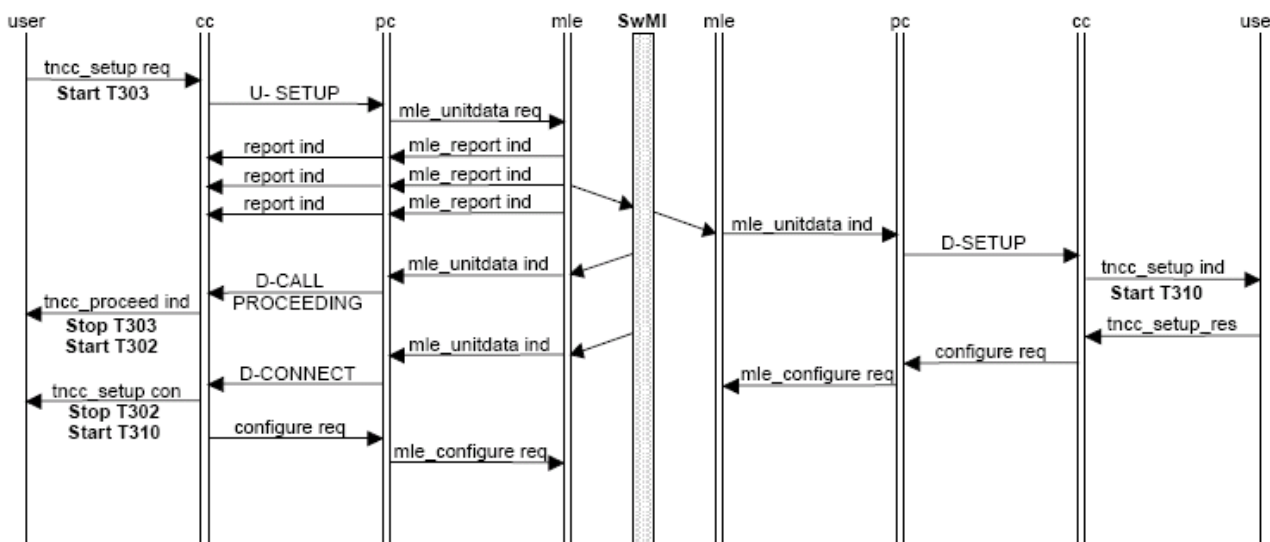 user cc pc mle SwMI mle pc cc use
tncc_setup req
Start T303
U- SETUP
mle_unitdata req
report ind mle_report ind
report ind mle_report ind
report ind mle_report ind
mle_unitdata ind
D-SETUP
mle_unitdata ind
tncc_setup ind
Start T310
D-CALL
PROCEEDING
tncc_proceed ind
Stop T303
Start T302
tncc_setup_res
mle_unitdata ind
configure req
D-CONNECT
mle_configure req
tncc_setup con
Stop T302
Start T310
configure req
mle_configure req